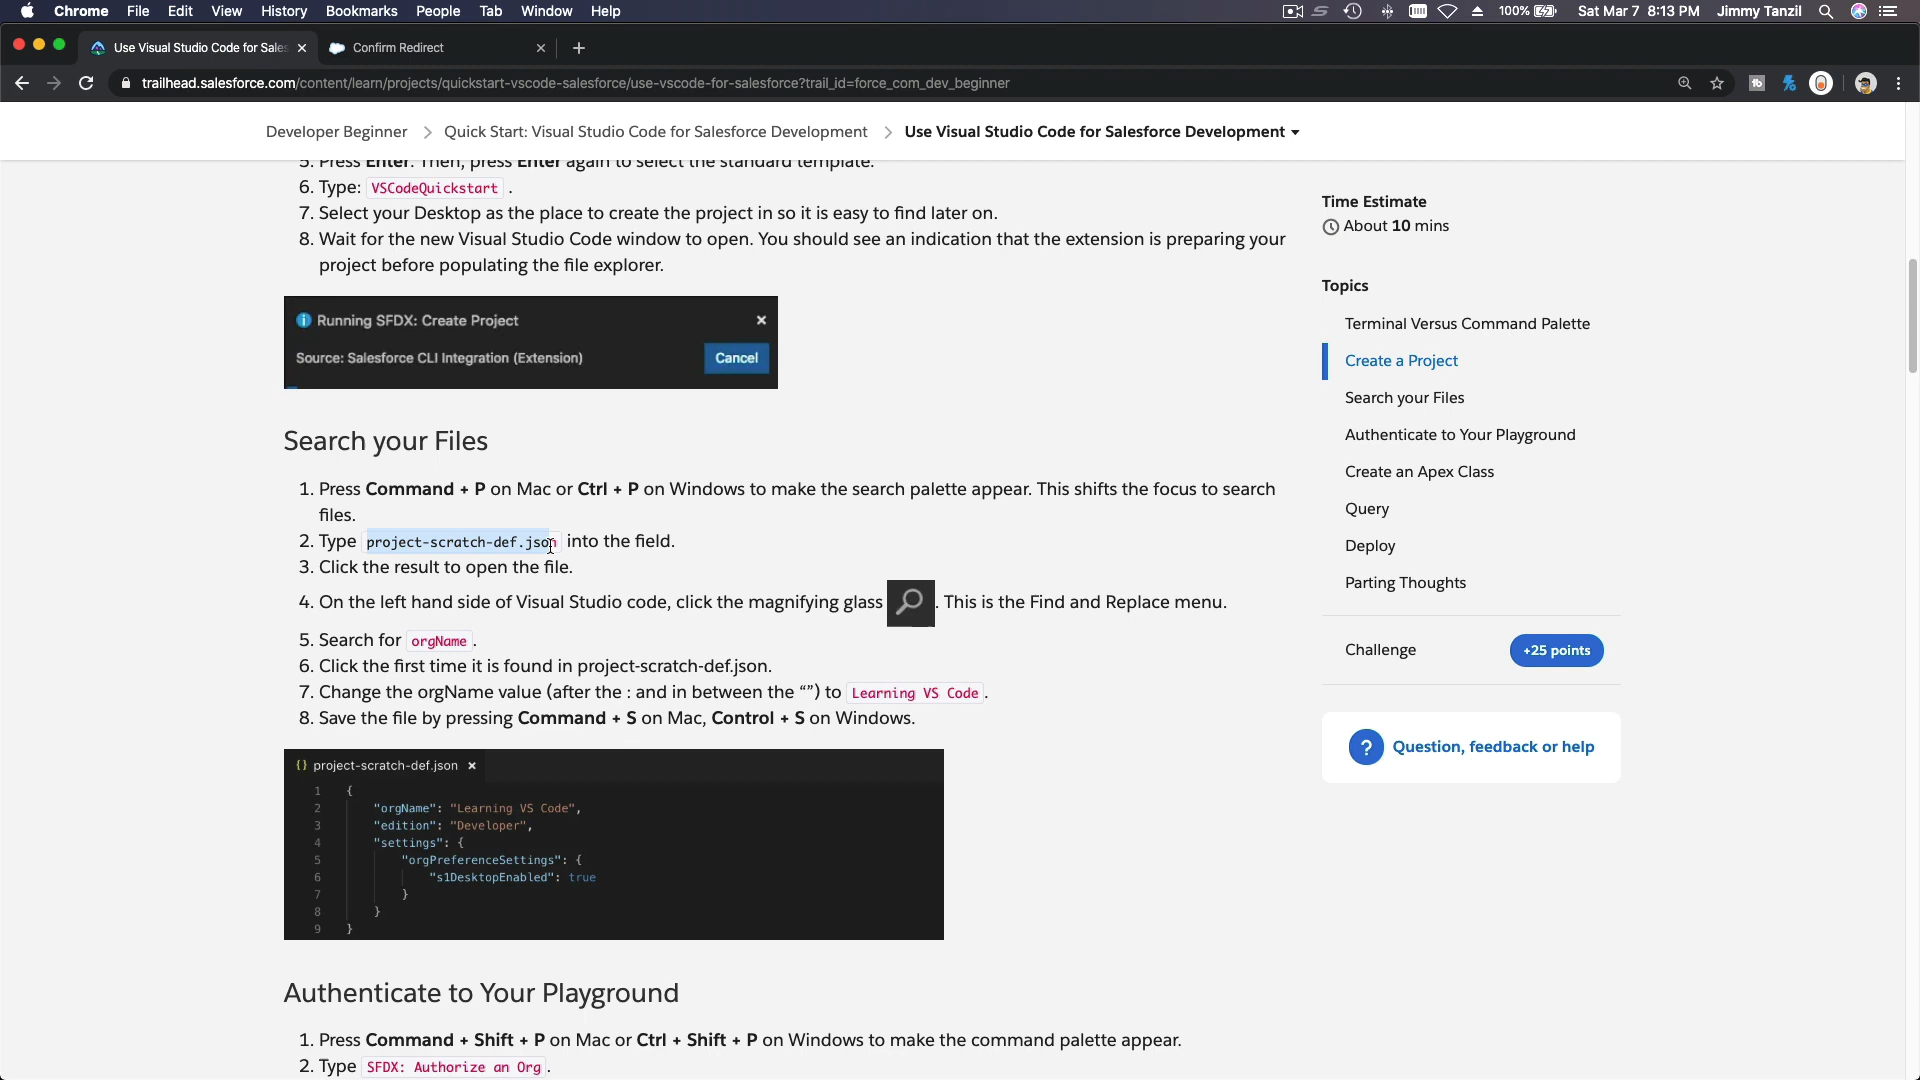 Chrome File Edit View History Bookmarks People Tab Window Help 100% Sat Mar 7 8:13 PM Jimmy Tanzil
Use Visual Studio Code for Sales Confirm Redirect
trailhead.salesforce.com/content/learn/projects/quickstart-vscode-salesforce/use-vscode-for-salesforce?trail_id=force_com_dev_beginner
Developer Beginner > Quick Start: Visual Studio Code for Salesforce Development > Use Visual Studio Code for Salesforce Development
5. Press Enter. Then, press Enter again to select the standard template.
6. Type: VSCodeQuickstart .
7. Select your Desktop as the place to create the project in so it is easy to find later on.
8. Wait for the new Visual Studio Code window to open. You should see an indication that the extension is preparing your
project before populating the file explorer.
Running SFDX: Create Project
Source: Salesforce CLI Integration (Extension) Cancel
Search your Files
1. Press Command + P on Mac or Ctrl + P on Windows to make the search palette appear. This shifts the focus to search
files.
2. Type project-scratch-def.json into the field.
3. Click the result to open the file.
4. On the left hand side of Visual Studio code, click the magnifying glass . This is the Find and Replace menu.
5. Search for orgName .
6. Click the first time it is found in project-scratch-def.json.
7. Change the orgName value (after the : and in between the “”) to Learning VS Code .
8. Save the file by pressing Command + S on Mac, Control + S on Windows.
{} project-scratch-def.json ×
1 {
2 "orgName": "Learning VS Code",
3 "edition": "Developer",
4 "settings": {
5 "orgPreferenceSettings": {
6 "s1DesktopEnabled": true
7 }
8 }
9 }
Authenticate to Your Playground
1. Press Command + Shift + P on Mac or Ctrl + Shift + P on Windows to make the command palette appear.
2. Type SFDX: Authorize an Org .
Time Estimate
About 10 mins
Topics
Terminal Versus Command Palette
Create a Project
Search your Files
Authenticate to Your Playground
Create an Apex Class
Query
Deploy
Parting Thoughts
Challenge +25 points
? Question, feedback or help